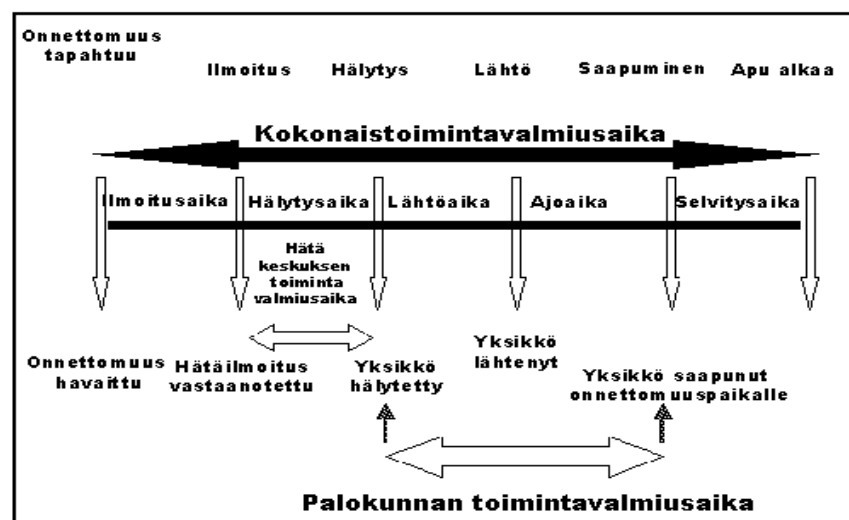 Onnettomuus
tapahtuu
Ilmoitus Hälytys Lähtö Saapuminen Apu alkaa
Kokonaistoimintavalmiusaika
Ilmoitusaika Hälytysaika Lähtöaika Ajoaika Selvitysaika
Hätä
keskuksen
toiminta
valmiusaika
Onnettomuus
havaittu
Hätäilmoitus
vastaanotettu
Yksikkö
hälytetty
Yksikkö
lähtenyt
Yksikkö saapunut
onnettomuuspaikalle
Palokunnan toimintavalmiusaika